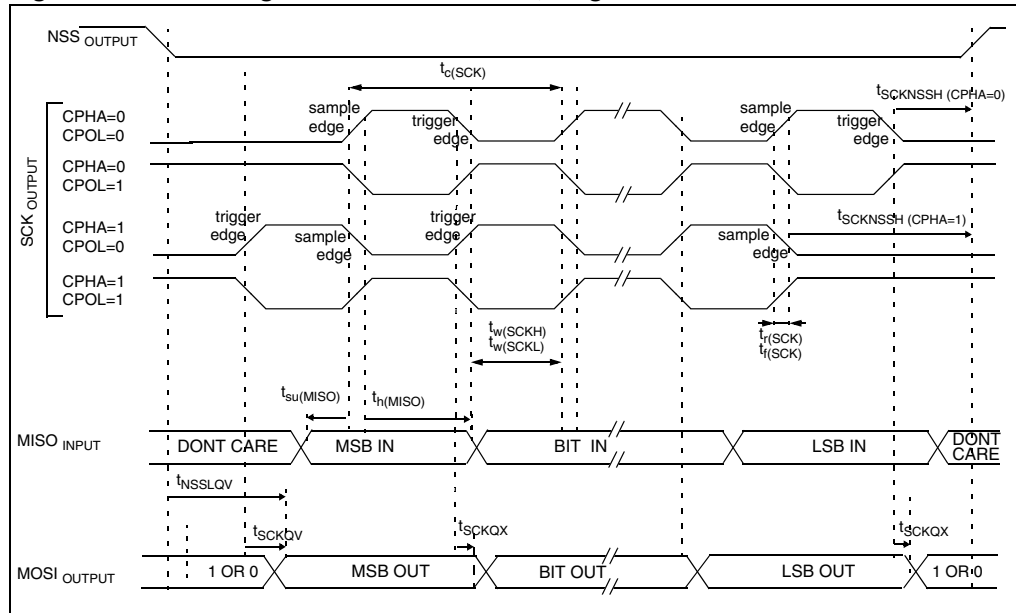 NSS OUTPUT
tc(SCK)
tSCKNSSH (CPHA=0)
SCK OUTPUT
CPHA=0
CPOL=0
sample
edge
trigger
edge
sample
edge
trigger
edge
CPHA=0
CPOL=1
CPHA=1
CPOL=0
trigger
edge
sample
edge
trigger
edge
sample
edge
tSCKNSSH (CPHA=1)
CPHA=1
CPOL=1
tw(SCKH)
tw(SCKL)
tr(SCK)
tf(SCK)
tsu(MISO)
th(MISO)
MISO INPUT
DONT CARE
MSB IN
BIT IN
LSB IN
DONT
CARE
tNSSLQV
tSCKQV
tSCKQX
tSCKQX
MOSI OUTPUT
1 OR 0
MSB OUT
BIT OUT
LSB OUT
1 OR 0